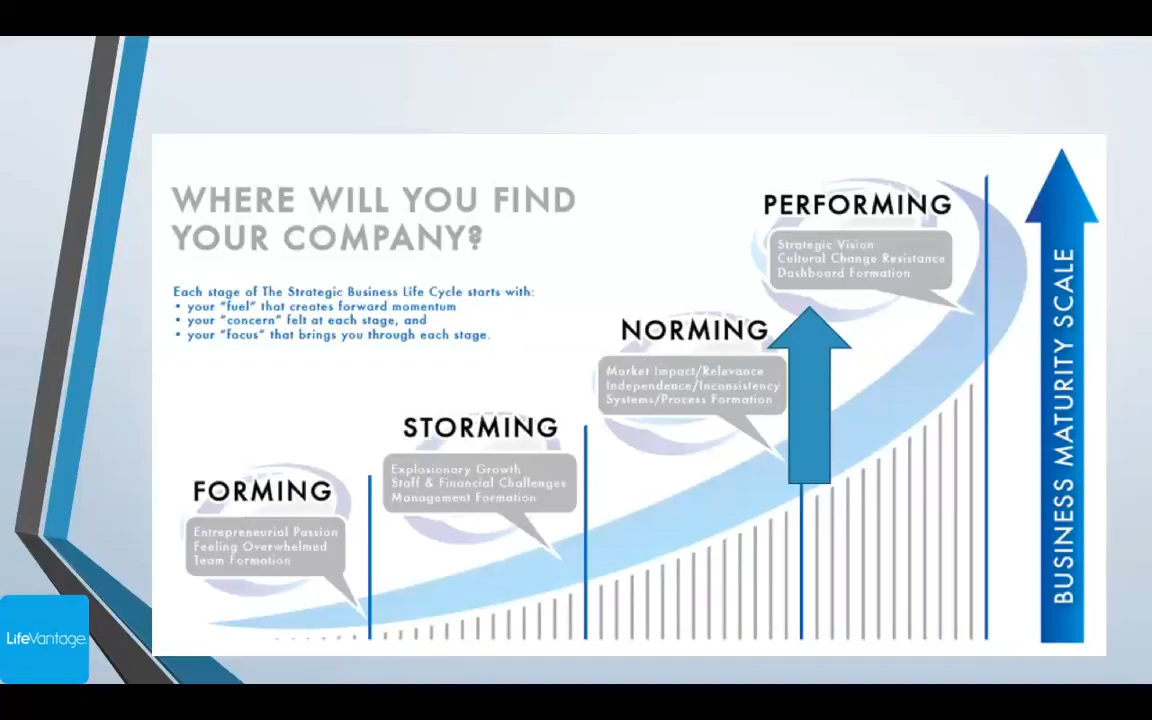 WHERE WILL YOU FIND
YOUR COMPANY?
Each stage of The Strategic Business Life Cycle starts with:
• your "fuel" that creates forward momentum
• your "concern" felt at each stage, and
• your "focus" that brings you through each stage.
FORMING
Entrepreneurial Passion
Feeling Overwhelmed
Team Formation
STORMING
Explosionary Growth
Staff & Financial Challenges
Management Formation
NORMING
Market Impact/Relevance
Independence/Inconsistency
Systems/Process Formation
PERFORMING
Strategic Vision
Cultural Change Resistance
Dashboard Formation
BUSINESS MATURITY SCALE
LifeVantage